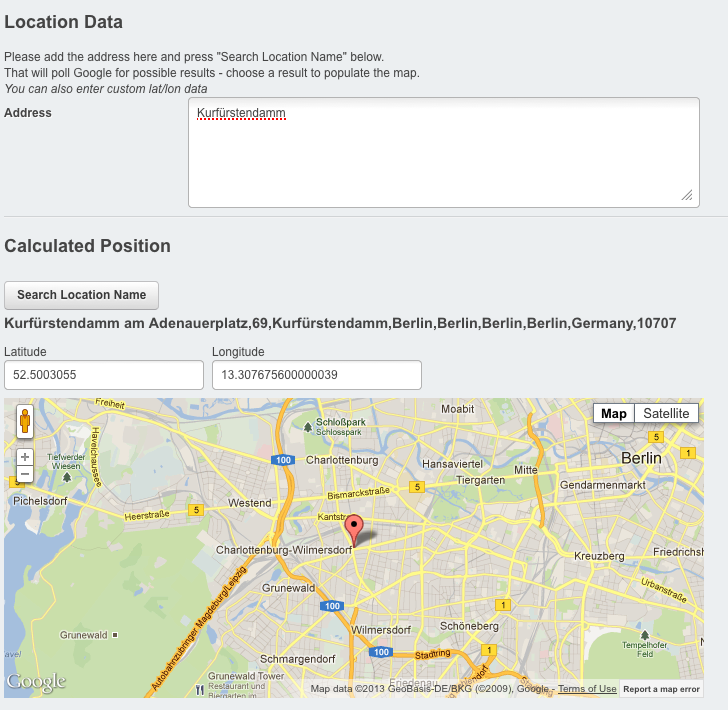 Location Data
Please add the address here and press "Search Location Name" below.
That will poll Google for possible results - choose a result to populate the map.
You can also enter custom lat/lon data
Address
Kurfürstendamm
Calculated Position
Search Location Name
Kurfürstendamm am Adenauerplatz,69,Kurfürstendamm,Berlin,Berlin,Berlin,Berlin,Germany,10707
Latitude
Longitude
52.5003055
13.307675600000039
Freiheit
Moabit
Map
Satellite
Schloßpark
Schlosspark
Havelchaussee
Tiefwerder
Wiesen
100
Charlottenburg
Hansaviertel
Mitte
Berlin
5
1
Tiergarten
Gendarmenmarkt
5
Pichelsdorf
Bismarckstraße
5
Westend
Heerstraße
5
Kantstr
Charlottenburg-Wilmersdorf
Kreuzberg
Friedrichsh
Autobahnzubringer Magdeburg/Leipzig
Grunewald
Urbanstraße
100
1
Grunewald
Wilmersdorf
Schöneberg
Tempelhofer
Feld
Schmargendorf
100
Stadtring
1
avel
Grunewald Tower
Restaurant und
Friedenau
Google
Map data ©2013 GeoBasis-DE/BKG (©2009), Google - Terms of Use
Report a map error